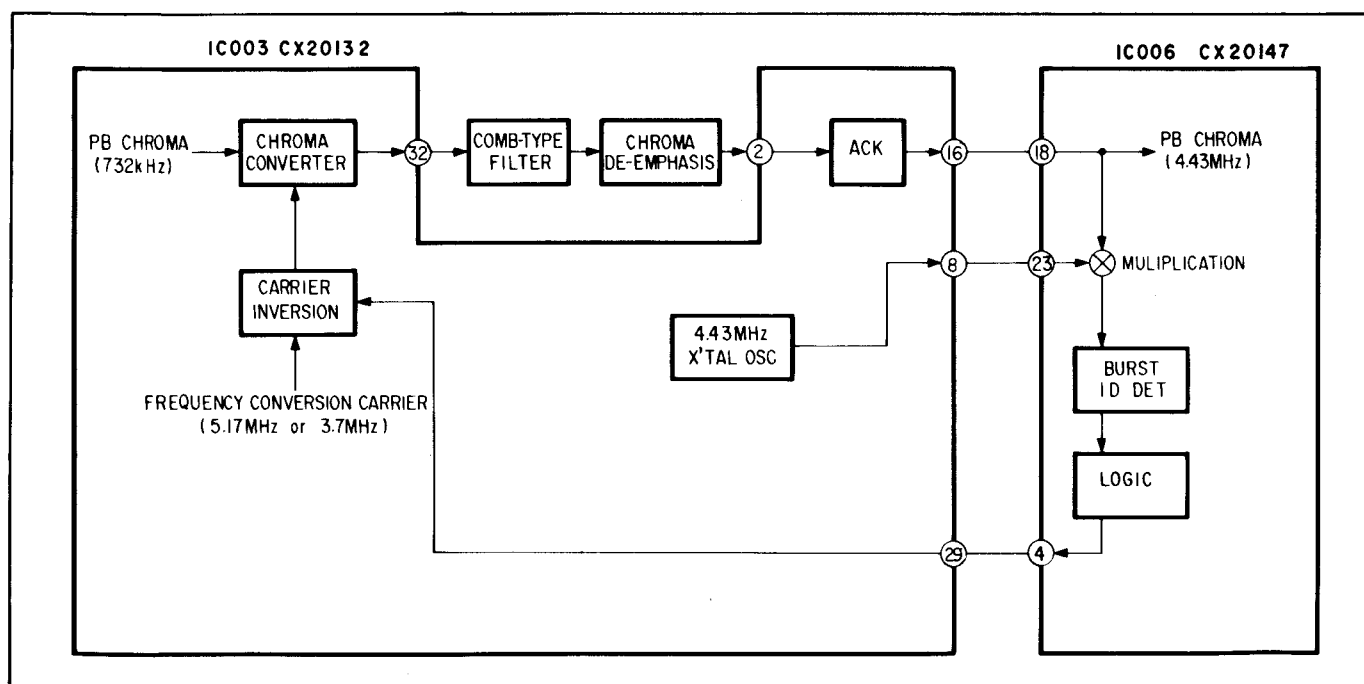 IC003 CX20132
IC006 CX20147
PB CHROMA
(732kHz)
CHROMA
CONVERTER
32
COMB-TYPE
FILTER
CHROMA
DE-EMPHASIS
2
ACK
16
18
PB CHROMA
(4.43MHz)
8
23
MULIPLICATION
CARRIER
INVERSION
4.43MHz
X'TAL OSC
BURST
ID DET
FREQUENCY CONVERSION CARRIER
(5.17MHz or 3.7MHz)
LOGIC
29
4